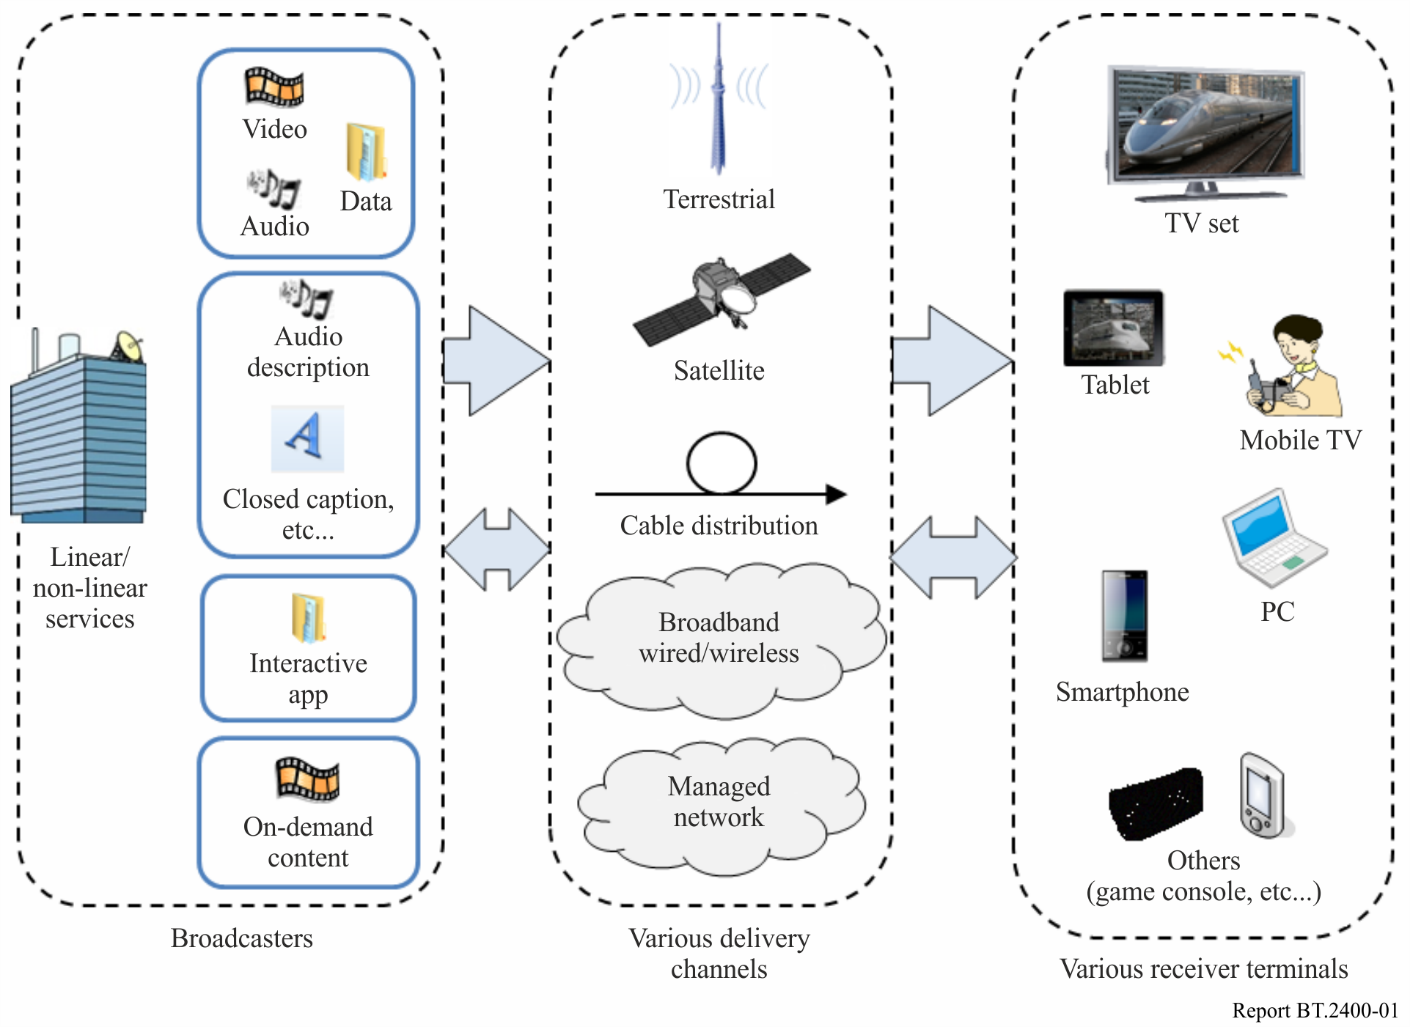 Video
Data
Audio
Audio
description
Closed caption,
etc...
Linear/
non-linear
services
Interactive
app
On-demand
content
Broadcasters
Terrestrial
Satellite
Cable distribution
Broadband
wired/wireless
Managed
network
Various delivery
channels
TV set
Tablet
Mobile TV
PC
Smartphone
Others
(game console, etc...)
Various receiver terminals
Report BT.2400-01